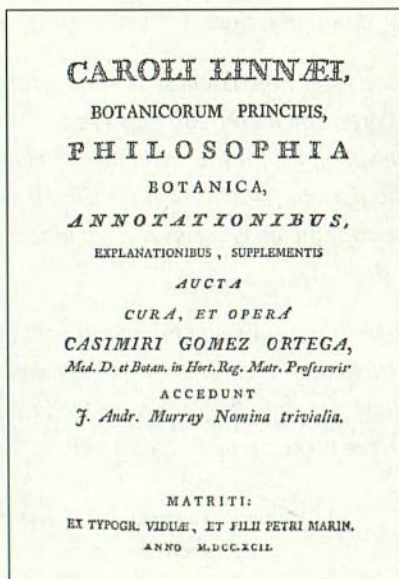 CAROLI LINNÆI,
BOTANICORUM PRINCIPIS,
PHILOSOPHIA
BOTANICA,
ANNOTATIONIBUS,
EXPLANATIONIBUS, SUPPLEMENTIS
AUCTA
CURÁ, ET OPERÁ
CASIMIRI GOMEZ ORTEGA,
Med. D. et Botan. in Hort. Reg. Matr. Professoris
ACCEDUNT
J. Andr. Murray Nomina trivialia.
MATRITI:
EX TYPOGR. VIDUÆ, ET FILII PETRI MARIN.
ANNO M.DCC.XCII.